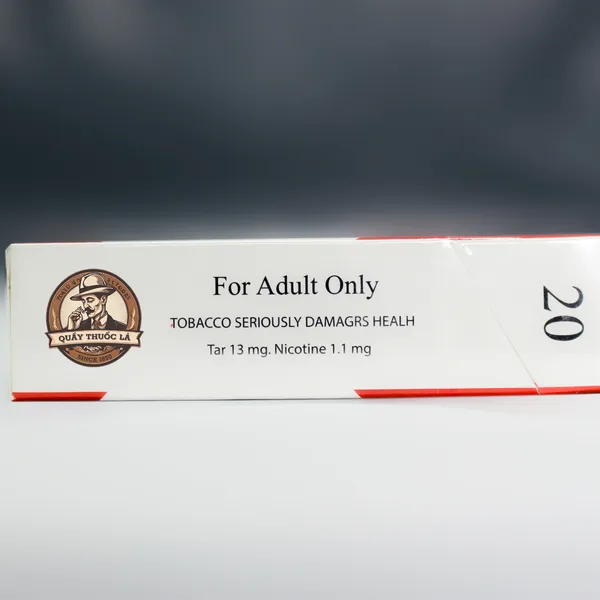 For Adult Only
TOBACCO SERIOUSLY DAMAGRS HEALH
Tar 13 mg. Nicotine 1.1 mg
20
QUẦY THUỐC LÁ
SINCE 1880